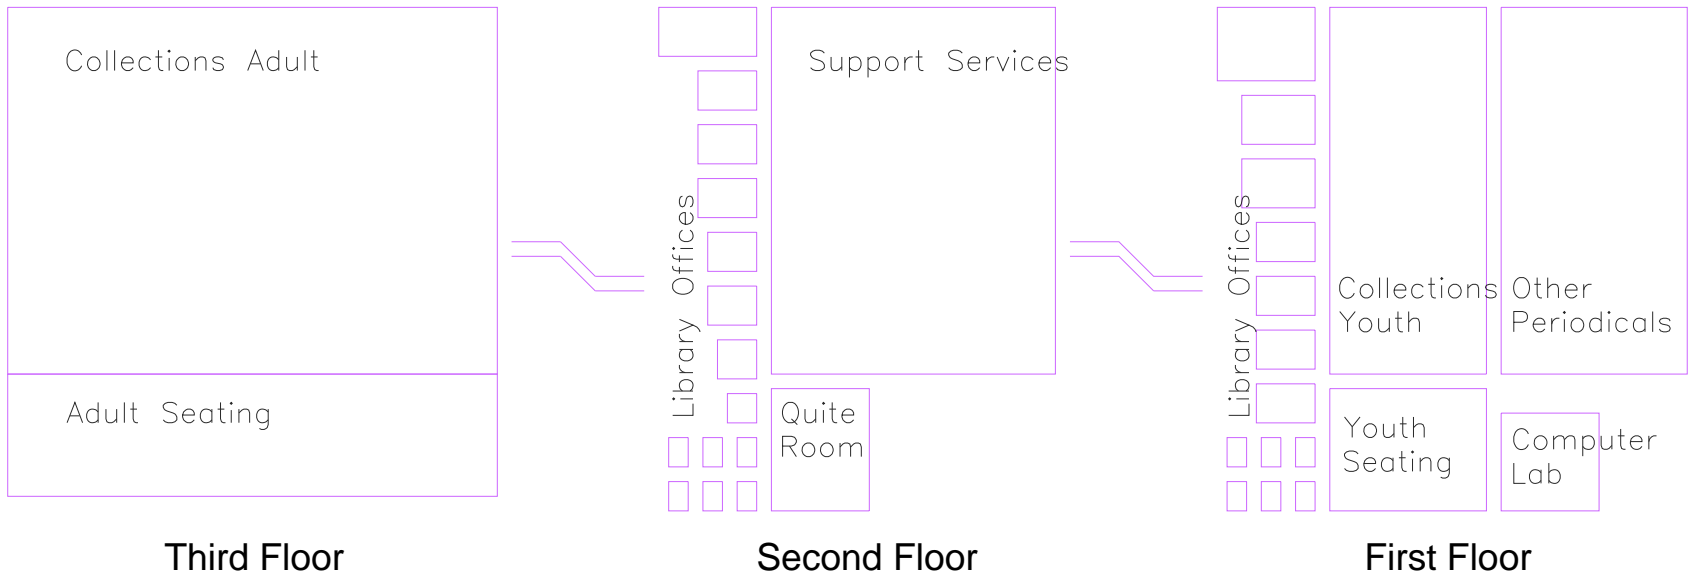 Collections Adult
Adult Seating
Third Floor
Library Offices
Support Services
Quite
Room
Second Floor
Library Offices
Collections
Youth
Other
Periodicals
Youth
Seating
Computer
Lab
First Floor